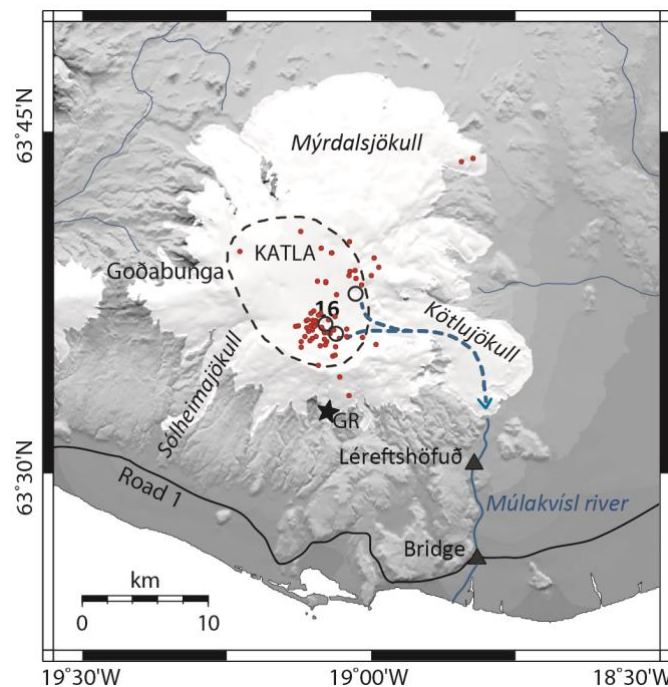 63°45'N
63°30'N
Mýrdalsjökull
KATLA
Goðabunga
16
Kötlujökull
Sólheimajökull
GR
Léreftshöfuð
Road 1
Múlakvísl river
Bridge
km
0 10
19°30'W 19°00'W 18°30'W